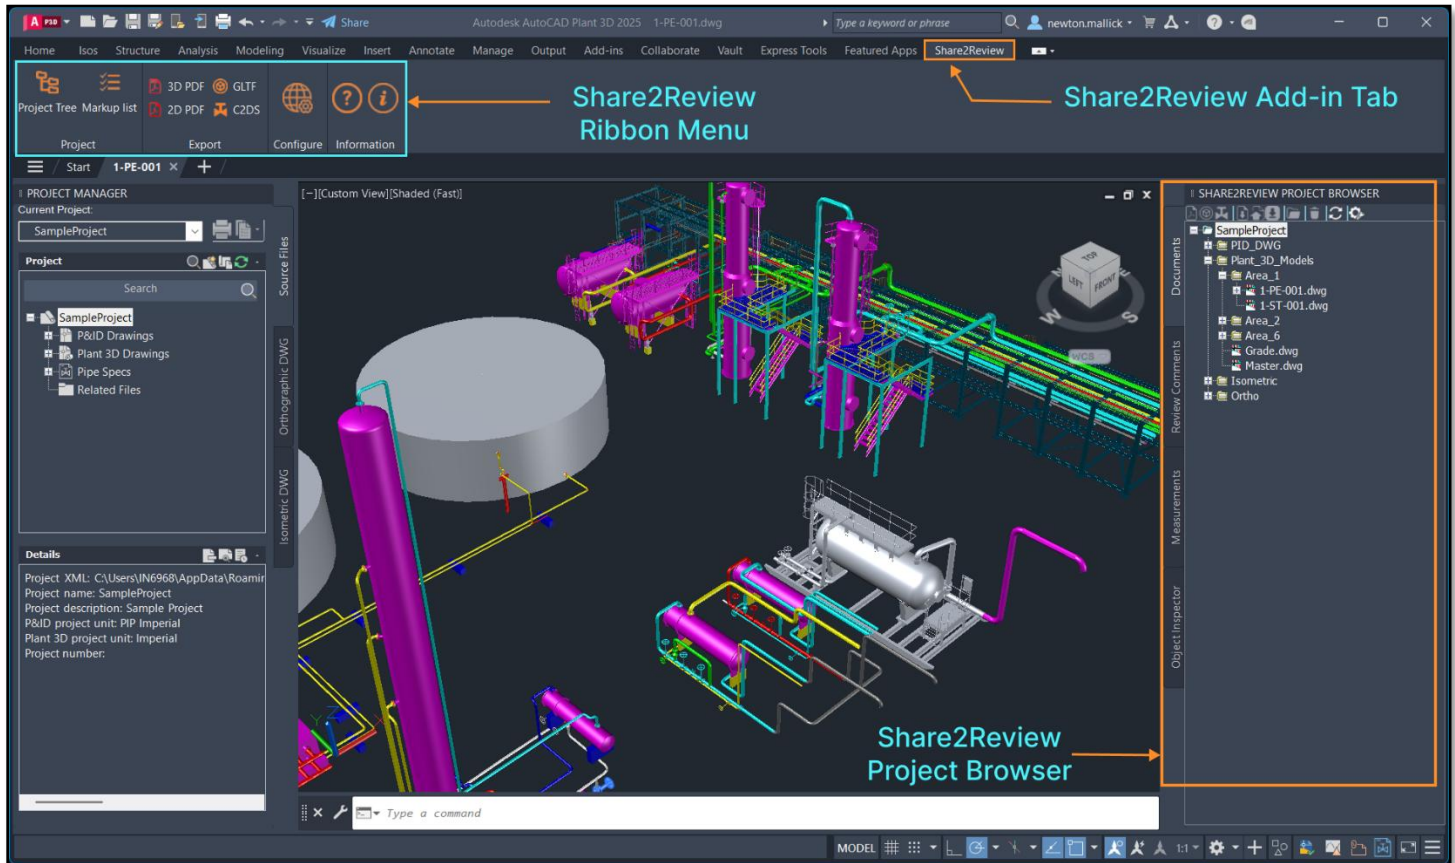 A P3D Share Autodesk AutoCAD Plant 3D 2025 1-PE-001.dwg Type a keyword or phrase newton.mallick
Home Isos Structure Analysis Modeling Visualize Insert Annotate Manage Output Add-ins Collaborate Vault Express Tools Featured Apps Share2Review
Project Tree Markup list
Project
3D PDF GLTF
2D PDF C2DS
Export
Configure
Information
Share2Review
Ribbon Menu
Share2Review Add-in Tab
Start 1-PE-001
PROJECT MANAGER
Current Project:
SampleProject
Project
Search
SampleProject
P&ID Drawings
Plant 3D Drawings
Pipe Specs
Related Files
Source Files
Orthographic DWG
Isometric DWG
Details
Project XML: C:\Users\IN6968\AppData\Roamin
Project name: SampleProject
Project description: Sample Project
P&ID project unit: PIP Imperial
Plant 3D project unit: Imperial
Project number:
[−][Custom View][Shaded (Fast)]
TOP
LEFT
FRONT
N
E
W
S
WCS
Y
Share2Review
Project Browser
Type a command
SHARE2REVIEW PROJECT BROWSER
Documents
Review Comments
Measurements
Object Inspector
SampleProject
PID_DWG
Plant_3D_Models
Area_1
1-PE-001.dwg
1-ST-001.dwg
Area_2
Area_6
Grade.dwg
Master.dwg
Isometric
Ortho
MODEL 1:1